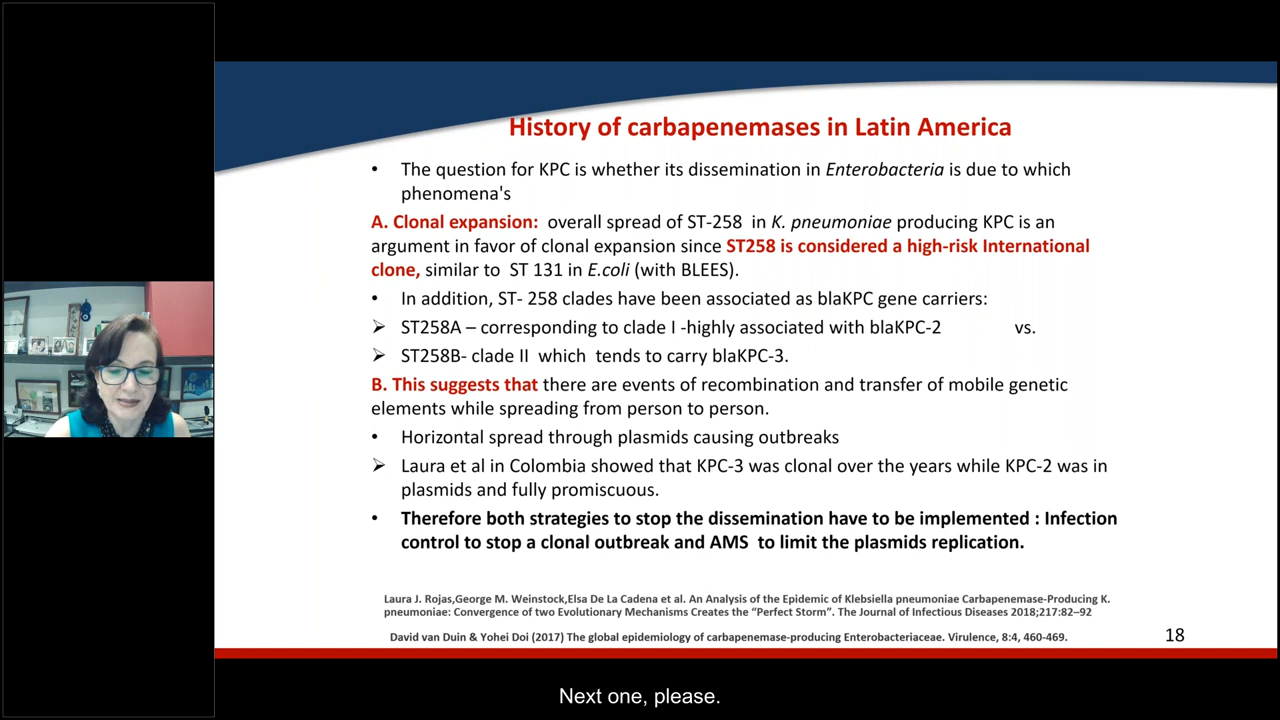 History of carbapenemases in Latin America
• The question for KPC is whether its dissemination in Enterobacteria is due to which
phenomena's
A. Clonal expansion: overall spread of ST-258 in K. pneumoniae producing KPC is an
argument in favor of clonal expansion since ST258 is considered a high-risk International
clone, similar to ST 131 in E.coli (with BLEES).
• In addition, ST- 258 clades have been associated as blaKPC gene carriers:
➢ ST258A – corresponding to clade I -highly associated with blaKPC-2 vs.
➢ ST258B- clade II which tends to carry blaKPC-3.
B. This suggests that there are events of recombination and transfer of mobile genetic
elements while spreading from person to person.
• Horizontal spread through plasmids causing outbreaks
➢ Laura et al in Colombia showed that KPC-3 was clonal over the years while KPC-2 was in
plasmids and fully promiscuous.
• Therefore both strategies to stop the dissemination have to be implemented : Infection
control to stop a clonal outbreak and AMS to limit the plasmids replication.
Laura J. Rojas,George M. Weinstock,Elsa De La Cadena et al. An Analysis of the Epidemic of Klebsiella pneumoniae Carbapenemase-Producing K.
pneumoniae: Convergence of two Evolutionary Mechanisms Creates the “Perfect Storm”. The Journal of Infectious Diseases 2018;217:82–92
David van Duin & Yohei Doi (2017) The global epidemiology of carbapenemase-producing Enterobacteriaceae. Virulence, 8:4, 460-469.
18
Next one, please.